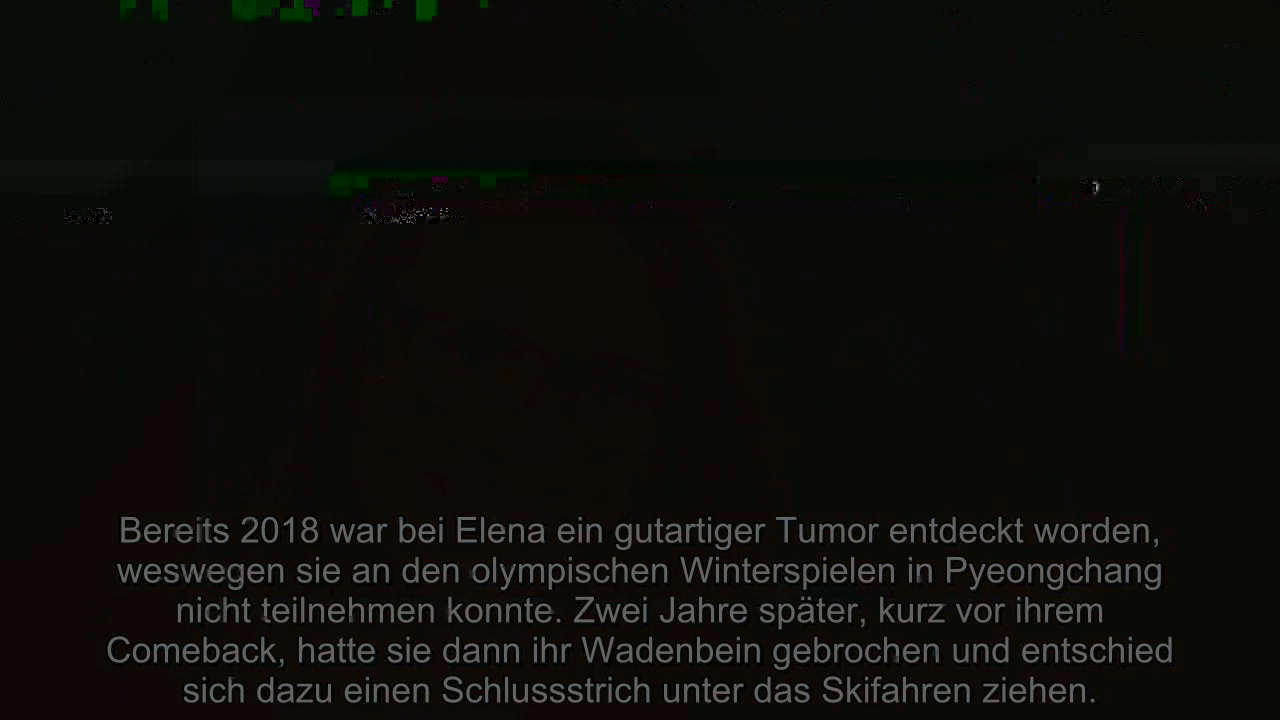 Bereits 2018 war bei Elena ein gutartiger Tumor entdeckt worden,
weswegen sie an den olympischen Winterspielen in Pyeongchang
nicht teilnehmen konnte. Zwei Jahre später, kurz vor ihrem
Comeback, hatte sie dann ihr Wadenbein gebrochen und entschied
sich dazu einen Schlussstrich unter das Skifahren ziehen.